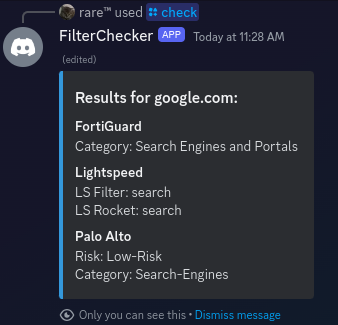 rare™ used check
FilterChecker APP Today at 11:28 AM
(edited)
Results for google.com:
FortiGuard
Category: Search Engines and Portals
Lightspeed
LS Filter: search
LS Rocket: search
Palo Alto
Risk: Low-Risk
Category: Search-Engines
Only you can see this • Dismiss message